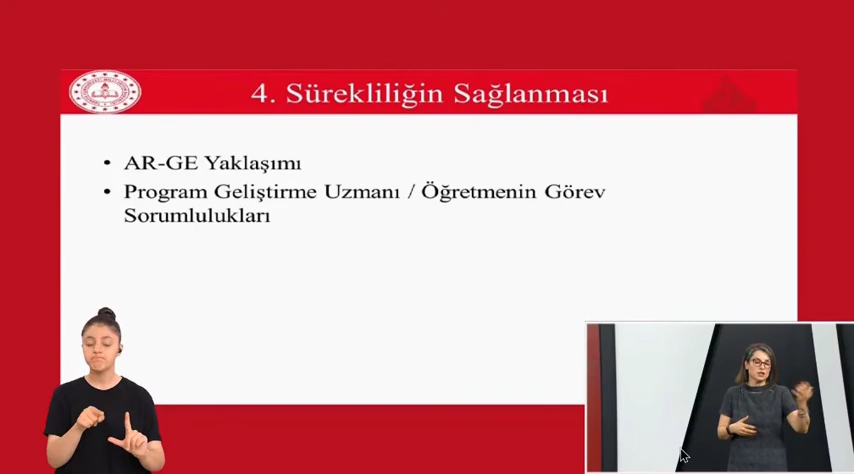 4. Sürekliliğin Sağlanması
• AR-GE Yaklaşımı
• Program Geliştirme Uzmanı / Öğretmenin Görev
Sorumlulukları